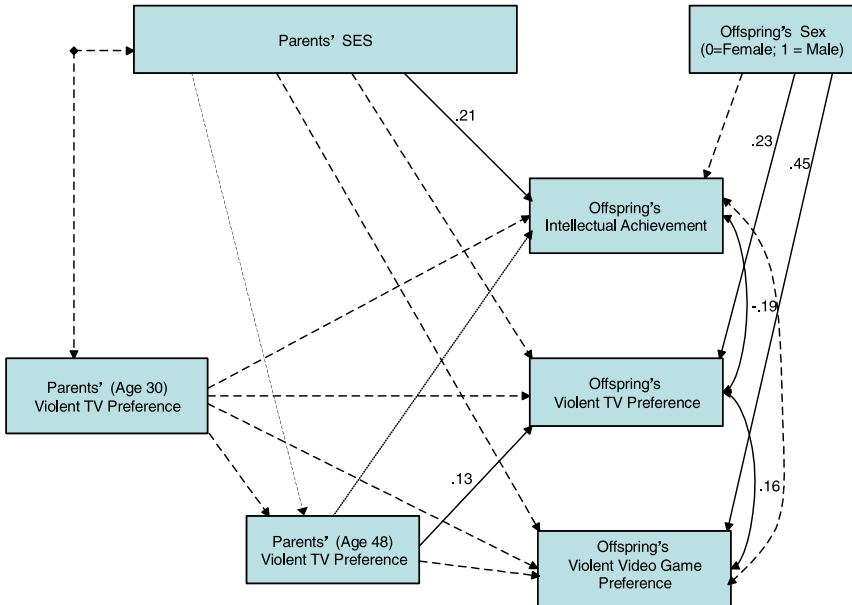 Parents' SES
Offspring's Sex
(0=Female; 1 = Male)
.21
.23
.45
Offspring's
Intellectual Achievement
-.19
Parents' (Age 30)
Violent TV Preference
Offspring's
Violent TV Preference
.13
.16
Parents' (Age 48)
Violent TV Preference
Offspring's
Violent Video Game
Preference